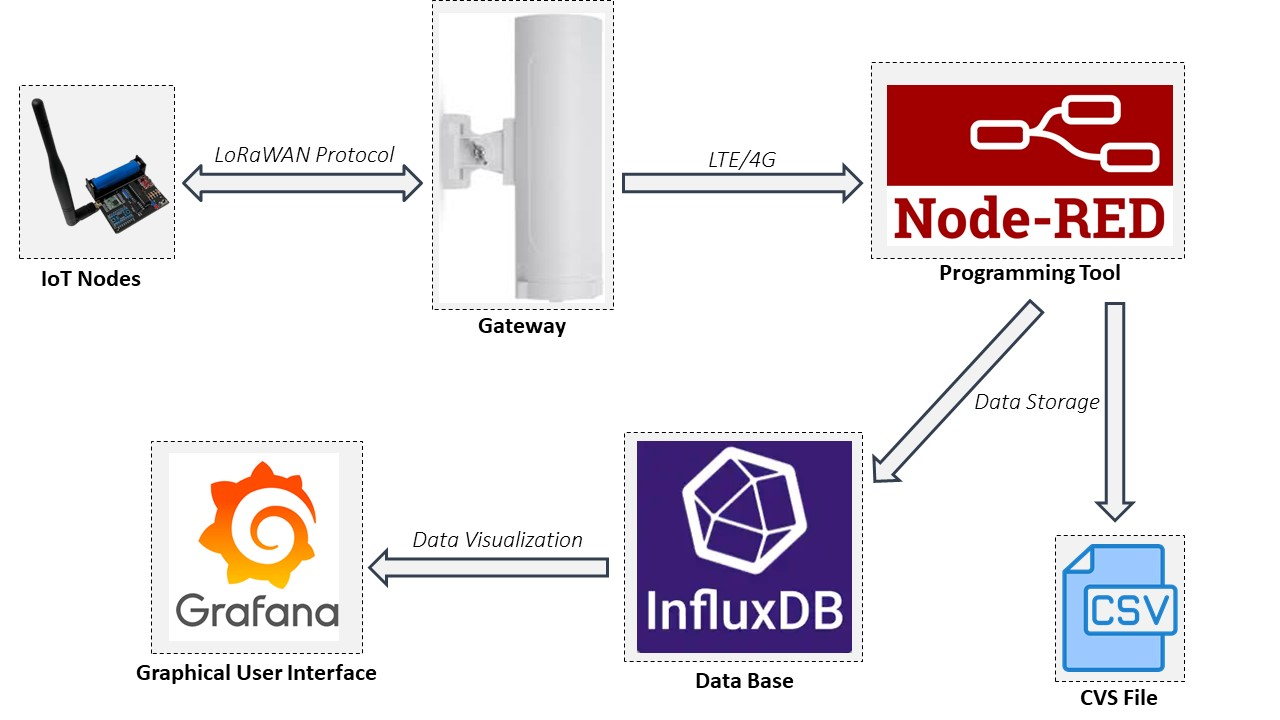 LoRaWAN Protocol
LTE/4G
Node-RED
IoT Nodes
Gateway
Programming Tool
Data Storage
Data Visualization
Grafana
InfluxDB
CSV
Graphical User Interface
Data Base
CVS File